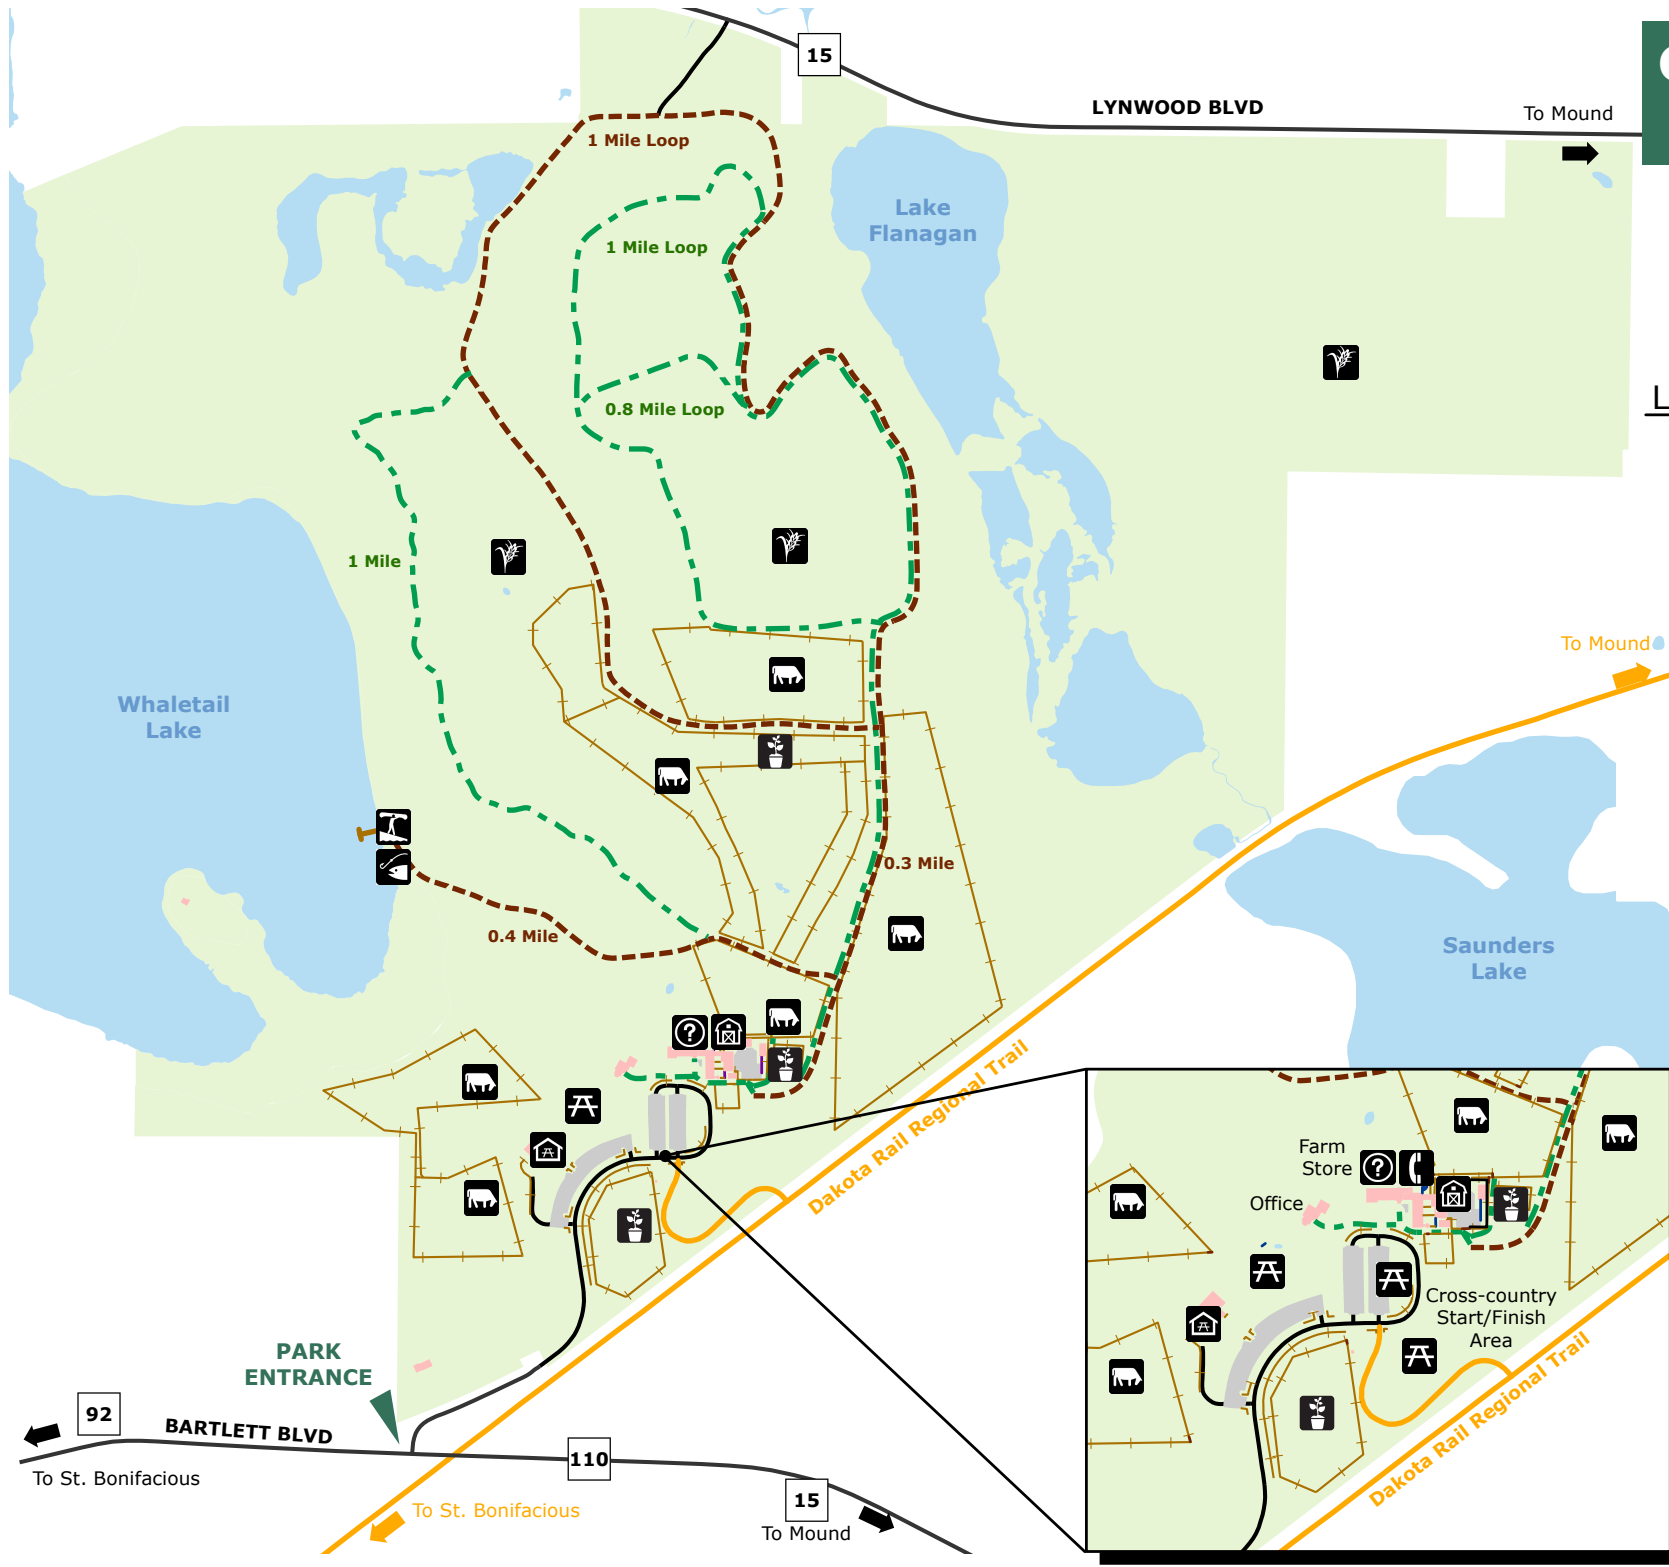 15
LYNWOOD BLVD
To Mound
1 Mile Loop
Lake
Flanagan
1 Mile Loop
L
0.8 Mile Loop
1 Mile
To Mound
Whaletail
Lake
0.3 Mile
0.4 Mile
Saunders
Lake
?
Dakota Rail Regional Trail
Farm
Store
?
Office
Cross-country
Start/Finish
Area
Dakota Rail Regional Trail
PARK
ENTRANCE
92
BARTLETT BLVD
110
To St. Bonifacious
To St. Bonifacious
15
To Mound